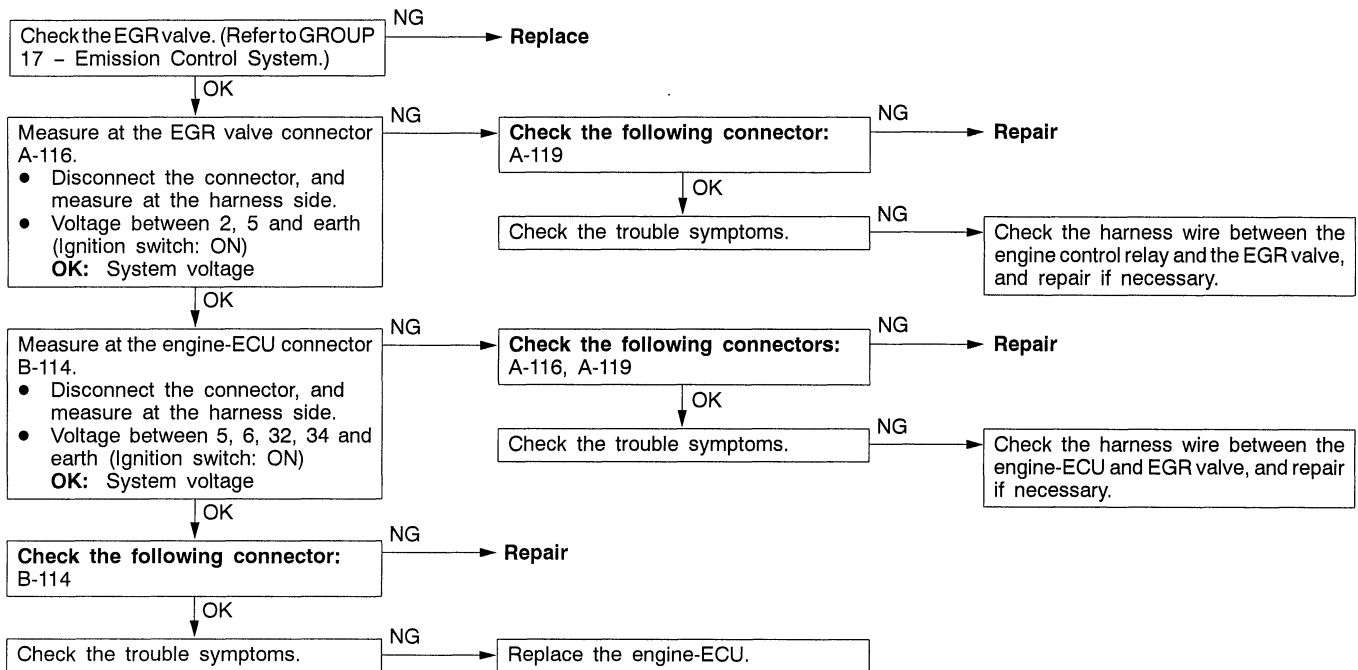 Check the EGR valve. (Refer to GROUP
17 – Emission Control System.)
NG
Replace
OK
Measure at the EGR valve connector
A-116.
● Disconnect the connector, and
measure at the harness side.
● Voltage between 2, 5 and earth
(Ignition switch: ON)
OK: System voltage
NG
Check the following connector:
A-119
NG
Repair
OK
Check the trouble symptoms.
NG
Check the harness wire between the
engine control relay and the EGR valve,
and repair if necessary.
OK
Measure at the engine-ECU connector
B-114.
● Disconnect the connector, and
measure at the harness side.
● Voltage between 5, 6, 32, 34 and
earth (Ignition switch: ON)
OK: System voltage
NG
Check the following connectors:
A-116, A-119
NG
Repair
OK
Check the trouble symptoms.
NG
Check the harness wire between the
engine-ECU and EGR valve, and repair
if necessary.
OK
Check the following connector:
B-114
NG
Repair
OK
Check the trouble symptoms.
NG
Replace the engine-ECU.